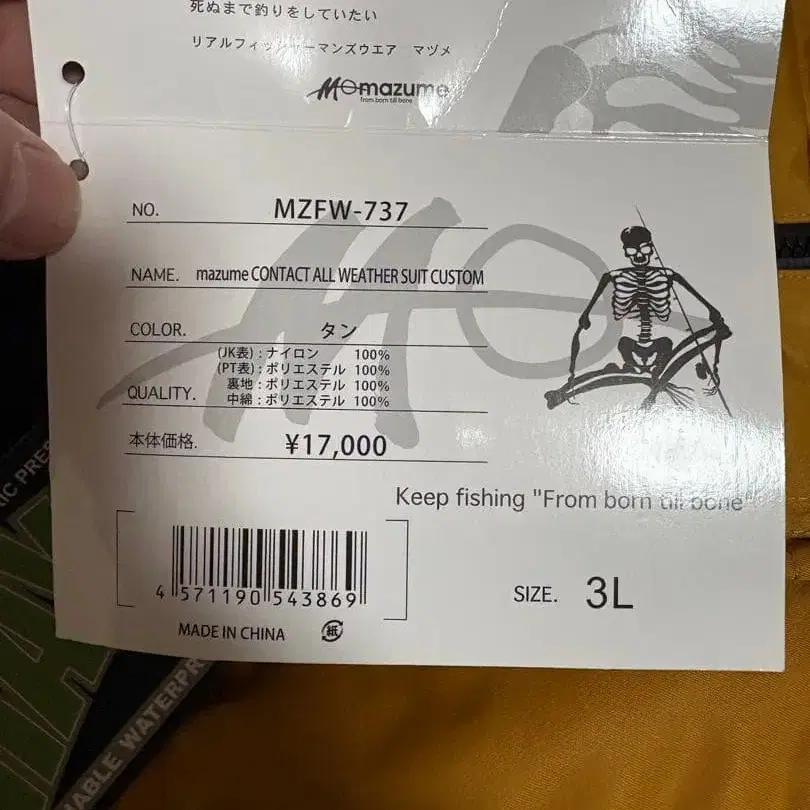 死ぬまで釣りをしていたい
リアルフィッシャーマンズウエア マヅメ
mazume
from born till bone
NO. MZFW-737
NAME. mazume CONTACT ALL WEATHER SUIT CUSTOM
COLOR. タン
(JK表) : ナイロン 100%
(PT表) : ポリエステル 100%
QUALITY. 裏地 : ポリエステル 100%
中綿 : ポリエステル 100%
本体価格. ¥17,000
Keep fishing "From born till bone"
4 571190 543869
SIZE. 3L
MADE IN CHINA 紙